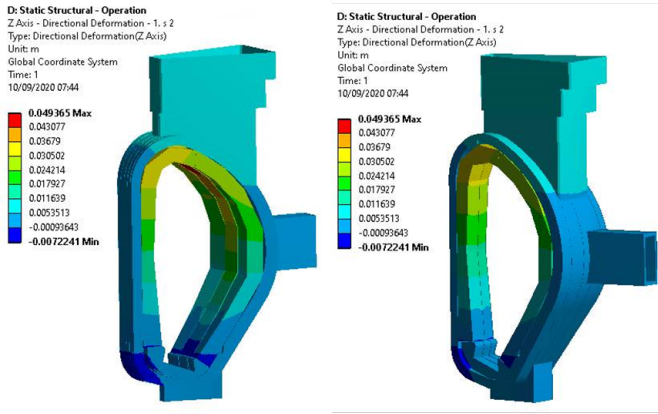 D: Static Structural - Operation
Z Axis - Directional Deformation - 1. s 2
Type: Directional Deformation(Z Axis)
Unit: m
Global Coordinate System
Time: 1
10/09/2020 07:44
0.049365 Max
0.043077
0.03679
0.030502
0.024214
0.017927
0.011639
0.0053513
-0.00093643
-0.0072241 Min
D: Static Structural - Operation
Z Axis - Directional Deformation - 1. s 2
Type: Directional Deformation(Z Axis)
Unit: m
Global Coordinate System
Time: 1
10/09/2020 07:44
0.049365 Max
0.043077
0.03679
0.030502
0.024214
0.017927
0.011639
0.0053513
-0.00093643
-0.0072241 Min